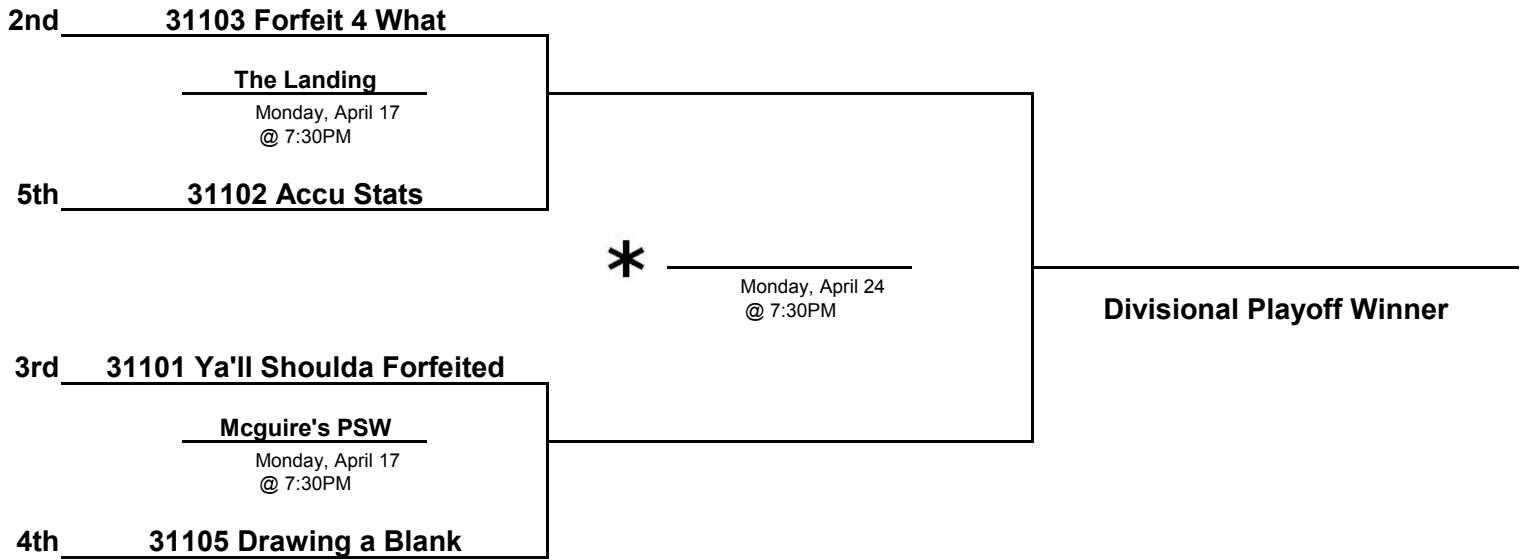 2nd 31103 Forfeit 4 What
The Landing
Monday, April 17
@ 7:30PM
5th 31102 Accu Stats
*
Monday, April 24
@ 7:30PM
Divisional Playoff Winner
3rd 31101 Ya'll Shoulda Forfeited
Mcguire's PSW
Monday, April 17
@ 7:30PM
4th 31105 Drawing a Blank